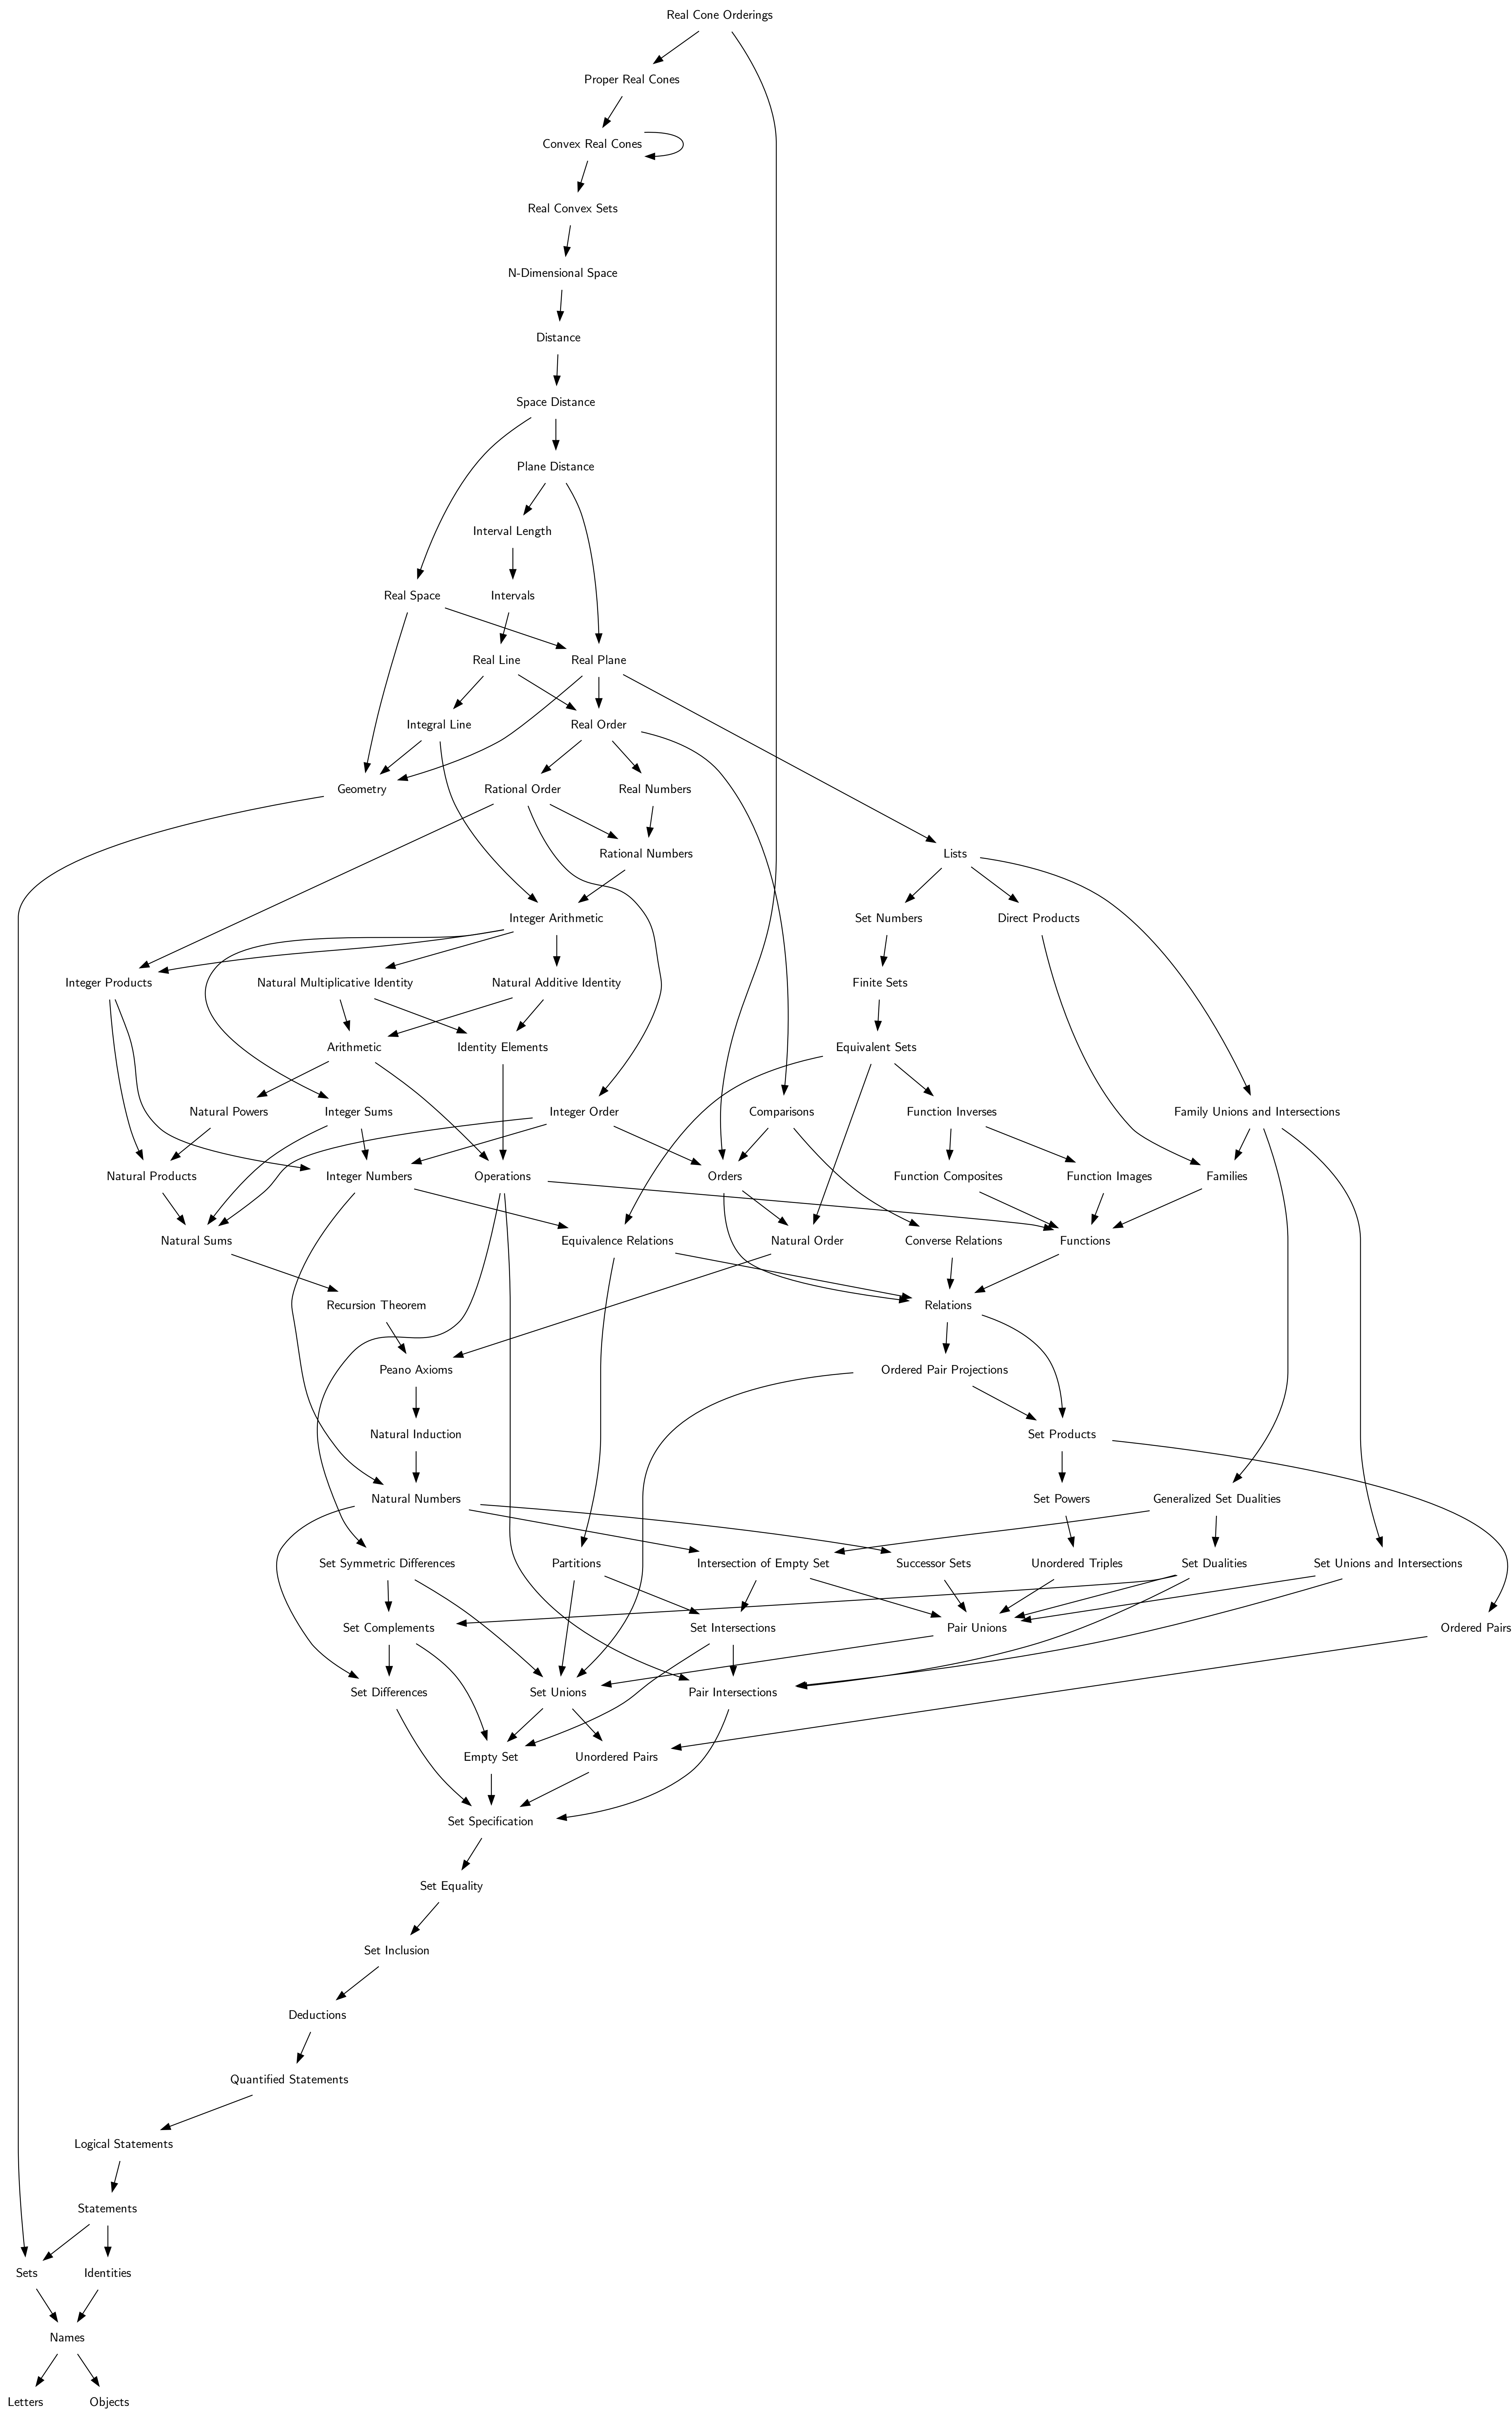 Real Cone Orderings
Proper Real Cones
Convex Real Cones
Real Convex Sets
N-Dimensional Space
Distance
Space Distance
Plane Distance
Interval Length
Real Space
Intervals
Real Line
Real Plane
Integral Line
Real Order
Geometry
Rational Order
Real Numbers
Rational Numbers
Lists
Integer Arithmetic
Set Numbers
Direct Products
Integer Products
Natural Multiplicative Identity
Natural Additive Identity
Finite Sets
Arithmetic
Identity Elements
Equivalent Sets
Natural Powers
Integer Sums
Integer Order
Comparisons
Function Inverses
Family Unions and Intersections
Natural Products
Integer Numbers
Operations
Orders
Function Composites
Function Images
Families
Natural Sums
Equivalence Relations
Natural Order
Converse Relations
Functions
Recursion Theorem
Relations
Peano Axioms
Ordered Pair Projections
Natural Induction
Set Products
Natural Numbers
Set Powers
Generalized Set Dualities
Set Symmetric Differences
Partitions
Intersection of Empty Set
Successor Sets
Unordered Triples
Set Dualities
Set Unions and Intersections
Set Complements
Set Intersections
Pair Unions
Ordered Pairs
Set Differences
Set Unions
Pair Intersections
Empty Set
Unordered Pairs
Set Specification
Set Equality
Set Inclusion
Deductions
Quantified Statements
Logical Statements
Statements
Sets
Identities
Names
Letters
Objects